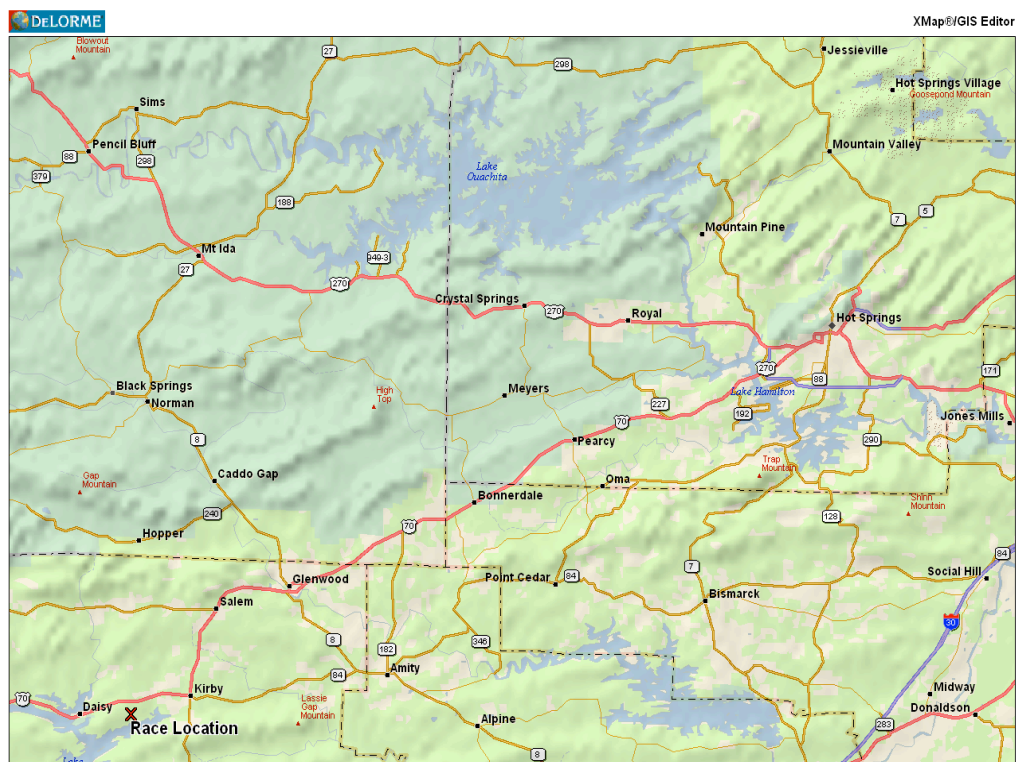 DELORME
XMap®/GIS Editor
Blowout
Mountain
27
298
Jessieville
Hot Springs Village
Goosepond Mountain
Sims
Pencil Bluff
88
298
379
Lake
Ouachita
Mountain Valley
188
5
7
Mountain Pine
Mt Ida
27
949-3
270
Crystal Springs
270
Royal
Hot Springs
270
88
171
Black Springs
Norman
High
Top
Meyers
Lake Hamilton
227
192
Jones Mills
70
8
Pearcy
290
Caddo Gap
Gap
Mountain
Trap
Mountain
Oma
Bonnerdale
Shinn
Mountain
240
70
128
Hopper
84
7
Glenwood
Point Cedar
84
Social Hill
Salem
Bismarck
30
8
346
182
84
Amity
Kirby
70
Daisy
Lassie
Gap
Mountain
Midway
Donaldson
Race Location
Alpine
283
8
Lake